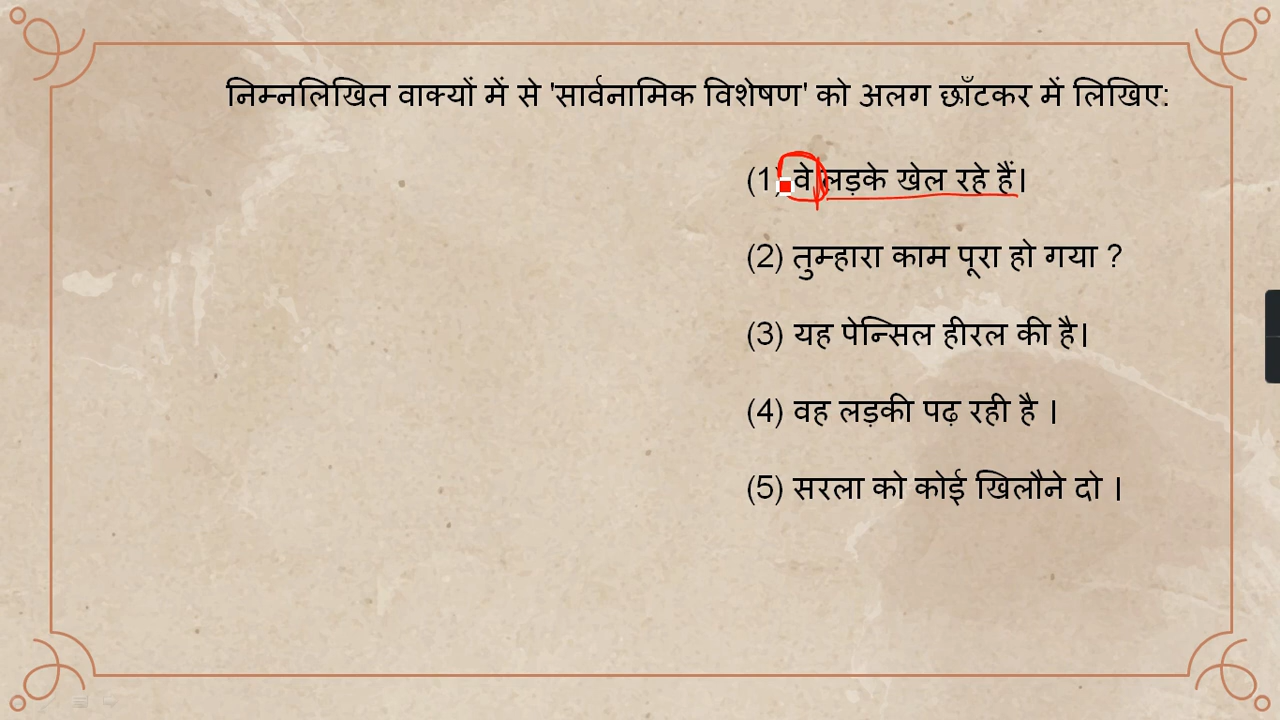 निम्नलिखित वाक्यों में से 'सार्वनामिक विशेषण' को अलग छाँटकर में लिखिए:
(1) वे लड़के खेल रहे हैं।
(2) तुम्हारा काम पूरा हो गया ?
(3) यह पेन्सिल हीरल की है।
(4) वह लड़की पढ़ रही है ।
(5) सरला को कोई खिलौने दो ।